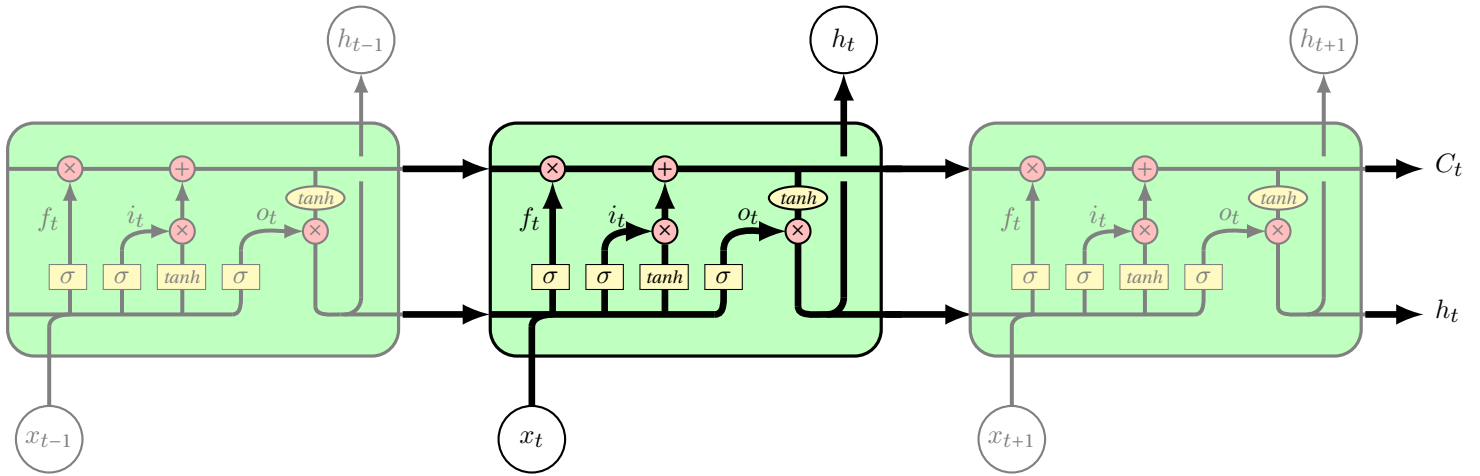 h_{t−1} h_t h_{t+1}
× + × + × + C_t
tanh tanh tanh
f_t i_t × o_t × f_t i_t × o_t × f_t i_t × o_t ×
σ σ tanh σ σ σ tanh σ σ σ tanh σ
h_t
x_{t−1} x_t x_{t+1}